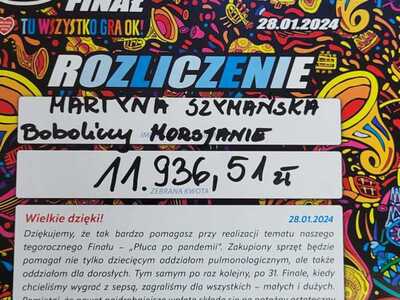 FINAŁ
TU WSZYSTKO GRA OK!
28.01.2024
ROZLICZENIE
MARTYNA SZYMAŃSKA
Bobolicy MOROJANIE
11.936,51 zł
ZEBRANA KWOTA
Wielkie dzięki! 28.01.2024
Dziękujemy, że tak bardzo pomagasz przy realizacji tematu naszego
tegorocznego Finału – „Płuca po pandemii”. Zakupiony sprzęt będzie
pomagał nie tylko dziecięcym oddziałom pulmonologicznym, ale także
oddziałom dla dorosłych. Tym samym po raz kolejny, po 31. Finale, kiedy
chcieliśmy wygrać z sepsą, zagraliśmy dla wszystkich – małych i dużych.